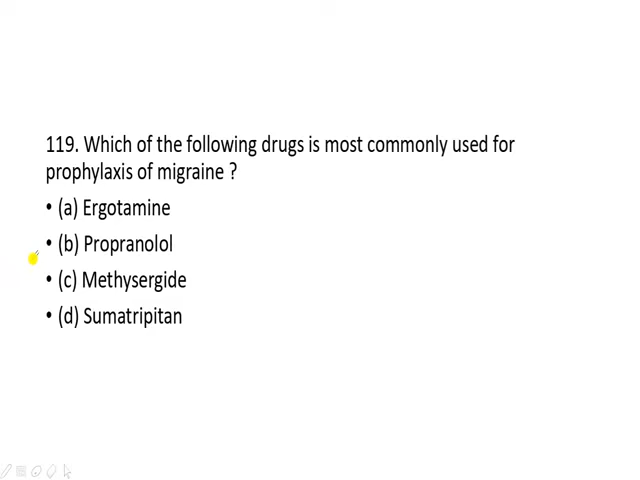 119. Which of the following drugs is most commonly used for
prophylaxis of migraine ?
• (a) Ergotamine
• (b) Propranolol
• (c) Methysergide
• (d) Sumatripitan